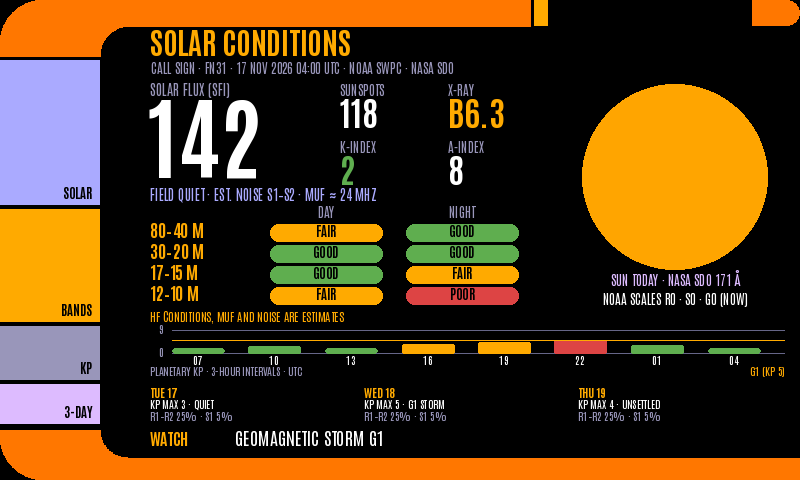 SOLAR CONDITIONS
CALL SIGN · FN31 · 17 NOV 2026 04:00 UTC · NOAA SWPC · NASA SDO
SOLAR FLUX (SFI)
142
SUNSPOTS
118
X-RAY
B6.3
K-INDEX
2
A-INDEX
8
FIELD QUIET · EST. NOISE S1-S2 · MUF ≈ 24 MHZ
SOLAR
BANDS
KP
3-DAY
DAY NIGHT
80-40 M FAIR GOOD
30-20 M GOOD GOOD
17-15 M GOOD FAIR
12-10 M FAIR POOR
SUN TODAY · NASA SDO 171 Å
NOAA SCALES R0 · S0 · G0 (NOW)
HF CONDITIONS, MUF AND NOISE ARE ESTIMATES
9
0
07 10 13 16 19 22 01 04
PLANETARY KP · 3-HOUR INTERVALS · UTC
G1 (KP 5)
TUE 17
KP MAX 3 · QUIET
R1-R2 25% · S1 5%
WED 18
KP MAX 5 · G1 STORM
R1-R2 25% · S1 5%
THU 19
KP MAX 4 · UNSETTLED
R1-R2 25% · S1 5%
WATCH GEOMAGNETIC STORM G1